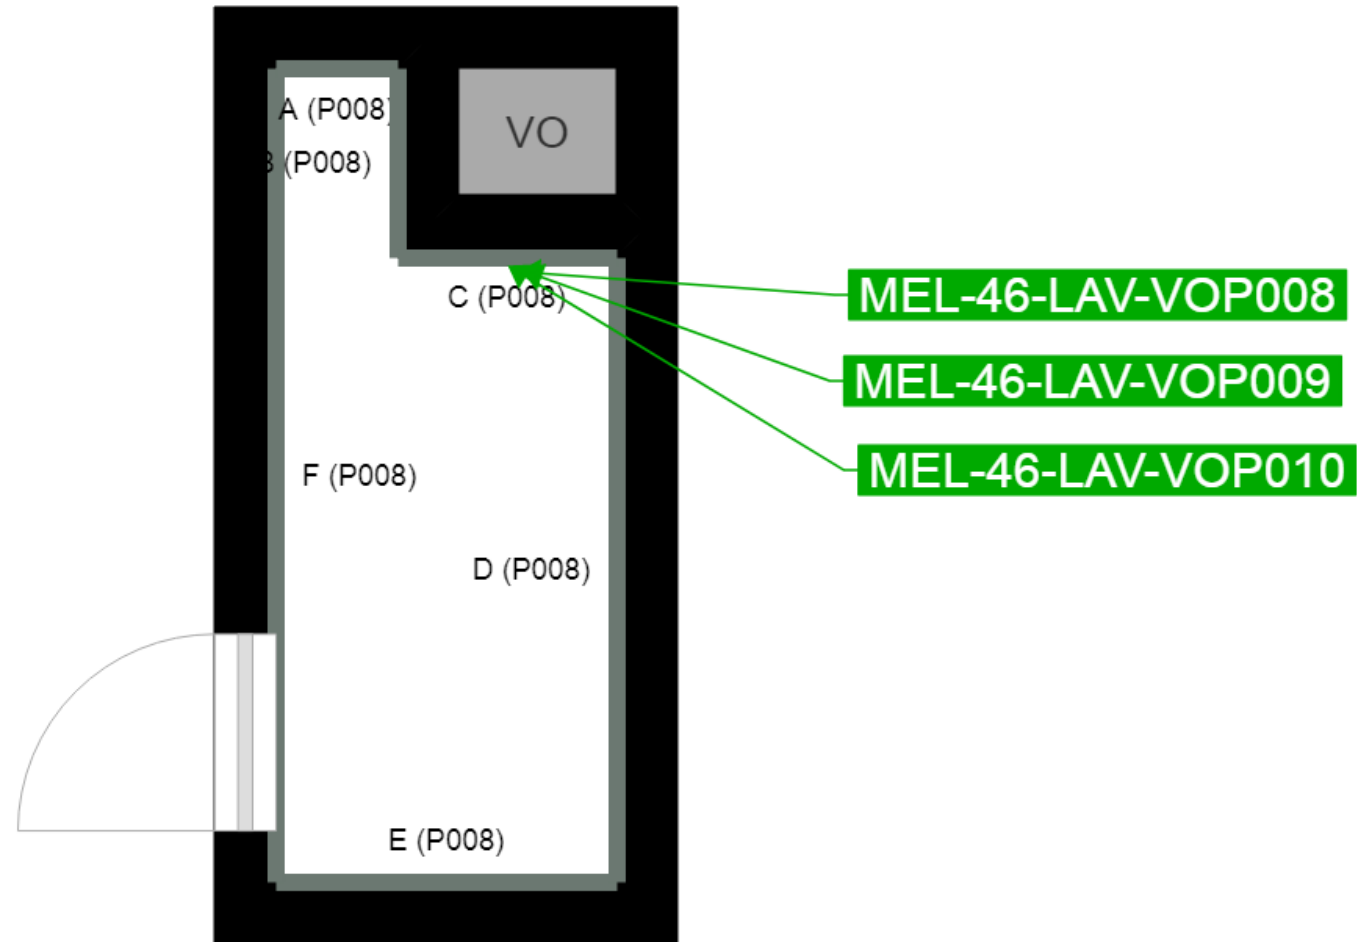 A (P008)
VO
B (P008)
C (P008)
MEL-46-LAV-VOP008
MEL-46-LAV-VOP009
MEL-46-LAV-VOP010
F (P008)
D (P008)
E (P008)